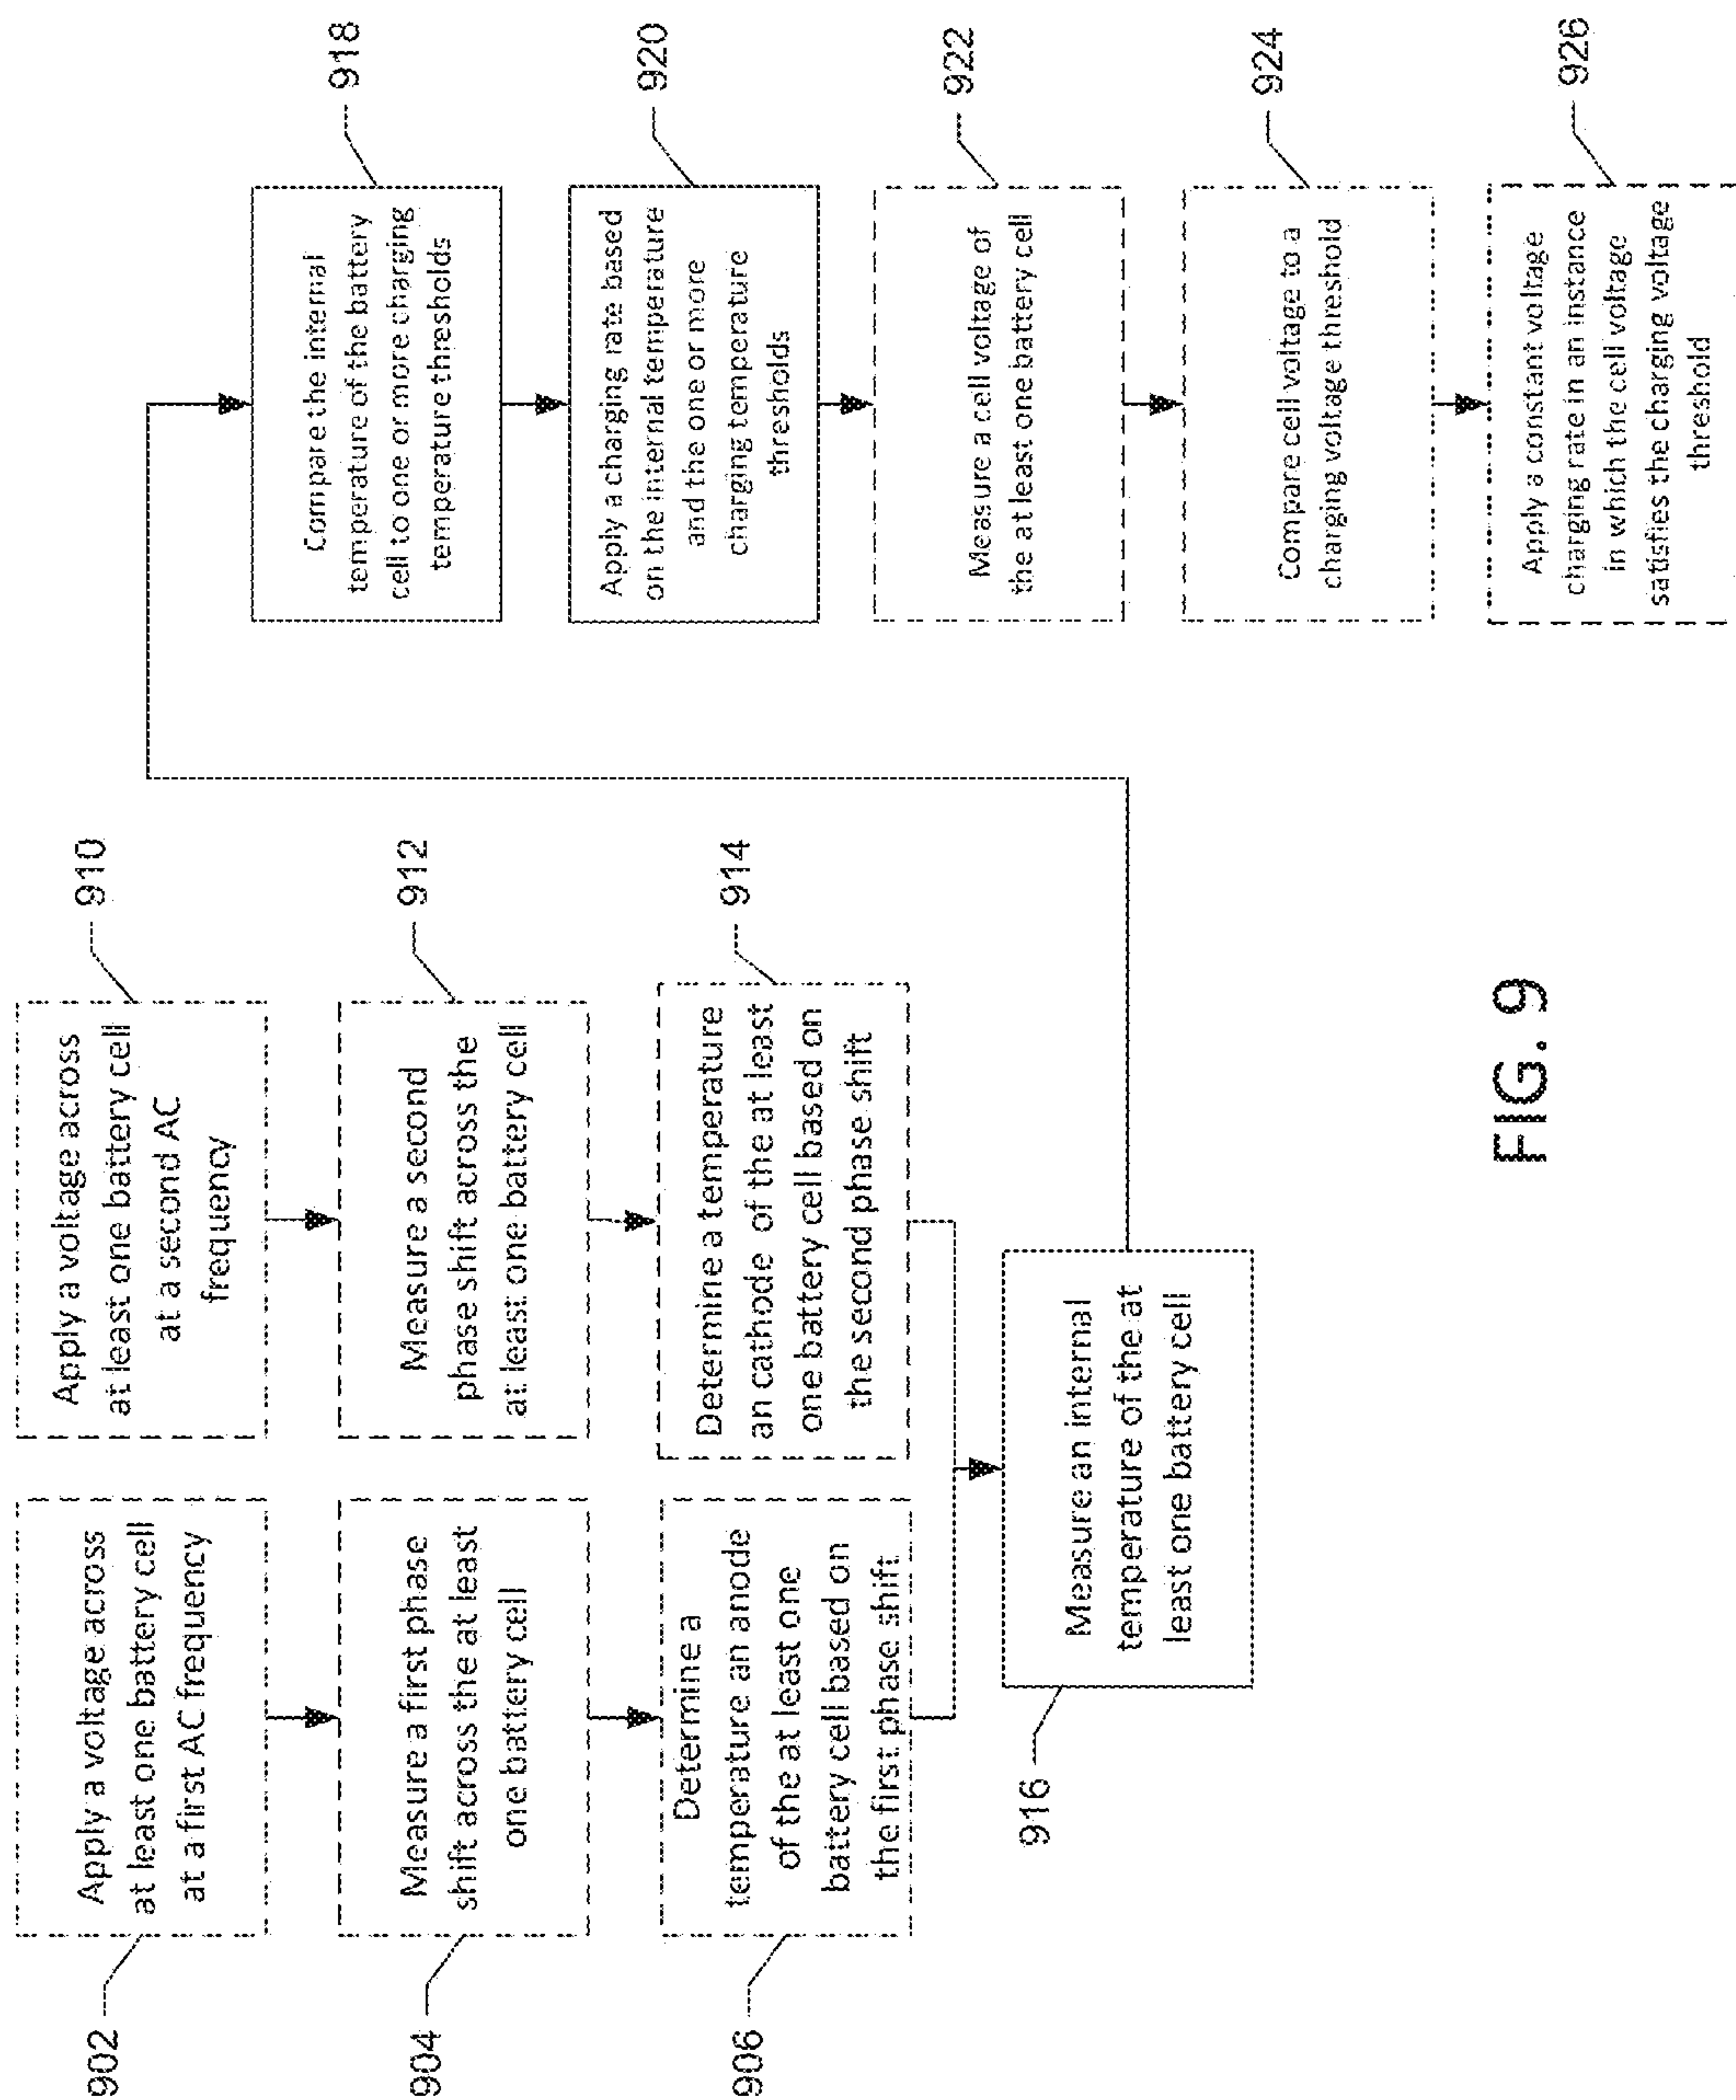 902
Apply a voltage across
at least one battery cell
at a first AC frequency
904
Measure a first phase
shift across the at least
one battery cell
906
Determine a
temperature an anode
of the at least one
battery cell based on
the first phase shift
910
Apply a voltage across
at least one battery cell
at a second AC
frequency
912
Measure a second
phase shift across the
at least one battery cell
914
Determine a temperature
an cathode of the at least
one battery cell based on
the second phase shift
916
Measure an internal
temperature of the at
least one battery cell
918
Compare the internal
temperature of the battery
cell to one or more charging
temperature thresholds
920
Apply a charging rate based
on the internal temperature
and the one or more
charging temperature
thresholds
922
Measure a cell voltage of
the at least one battery cell
924
Compare cell voltage to a
charging voltage threshold
926
Apply a constant voltage
charging rate in an instance
in which the cell voltage
satisfies the charging voltage
threshold
FIG. 9